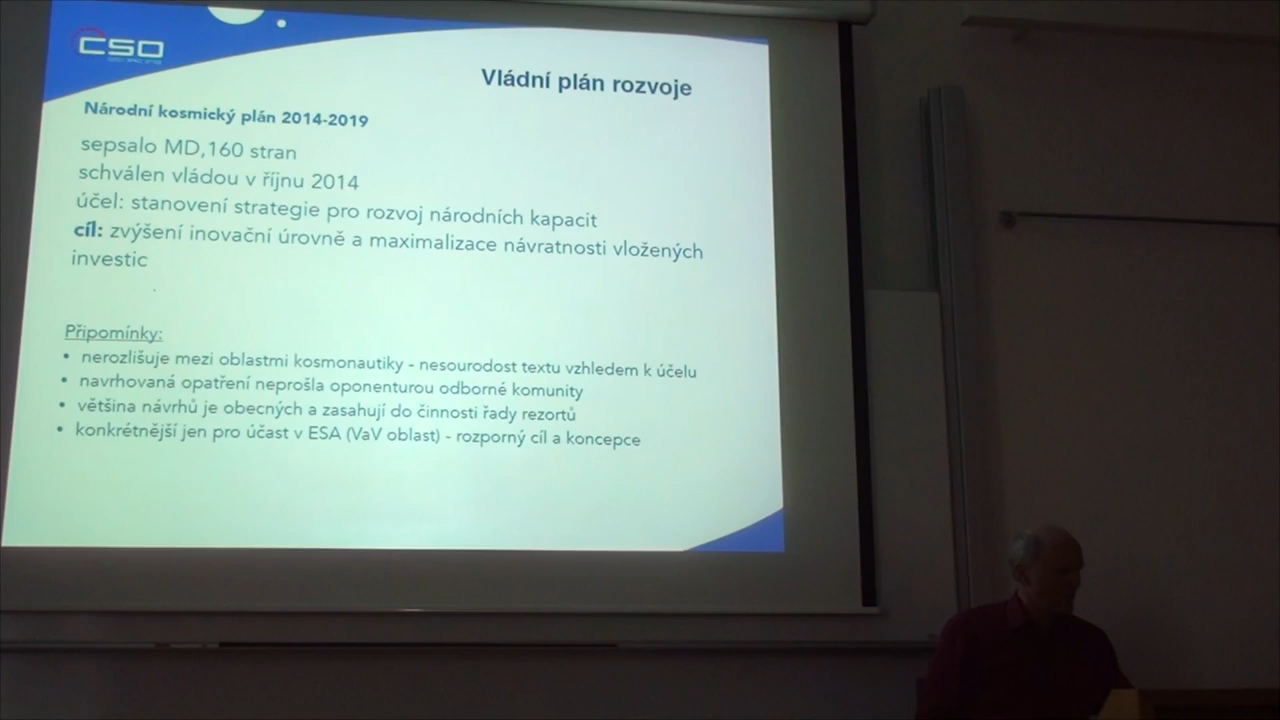 CSO
Vládní plán rozvoje
Národní kosmický plán 2014-2019
sepsalo MD,160 stran
schválen vládou v říjnu 2014
účel: stanovení strategie pro rozvoj národních kapacit
cíl: zvýšení inovační úrovně a maximalizace návratnosti vložených
investic
Připomínky:
• nerozlišuje mezi oblastmi kosmonautiky - nesourodost textu vzhledem k účelu
• navrhovaná opatření neprošla oponenturou odborné komunity
• většina návrhů je obecných a zasahují do činnosti řady rezortů
• konkrétnější jen pro účast v ESA (VaV oblast) - rozporný cíl a koncepce